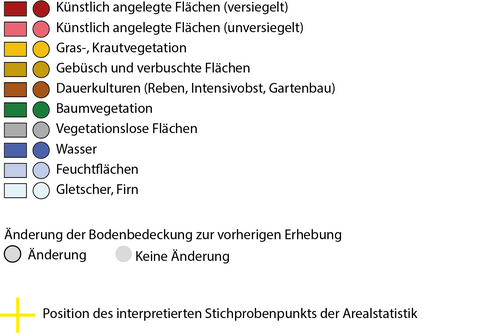 Künstlich angelegte Flächen (versiegelt)
Künstlich angelegte Flächen (unversiegelt)
Gras-, Krautvegetation
Gebüsch und verbuschte Flächen
Dauerkulturen (Reben, Intensivobst, Gartenbau)
Baumvegetation
Vegetationslose Flächen
Wasser
Feuchtflächen
Gletscher, Firn
Änderung der Bodenbedeckung zur vorherigen Erhebung
Änderung Keine Änderung
Position des interpretierten Stichprobenpunkts der Arealstatistik